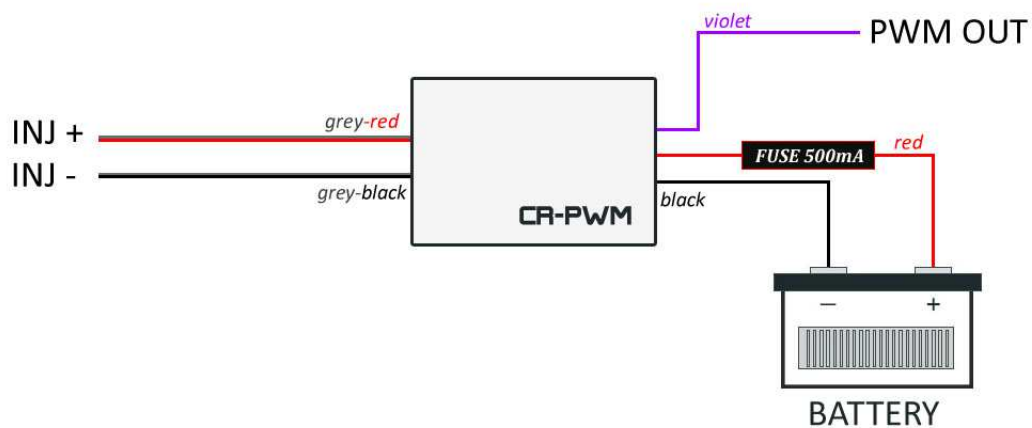 violet
PWM OUT
INJ +
grey-red
FUSE 500mA
red
INJ -
grey-black
CR-PWM
black
− +
BATTERY